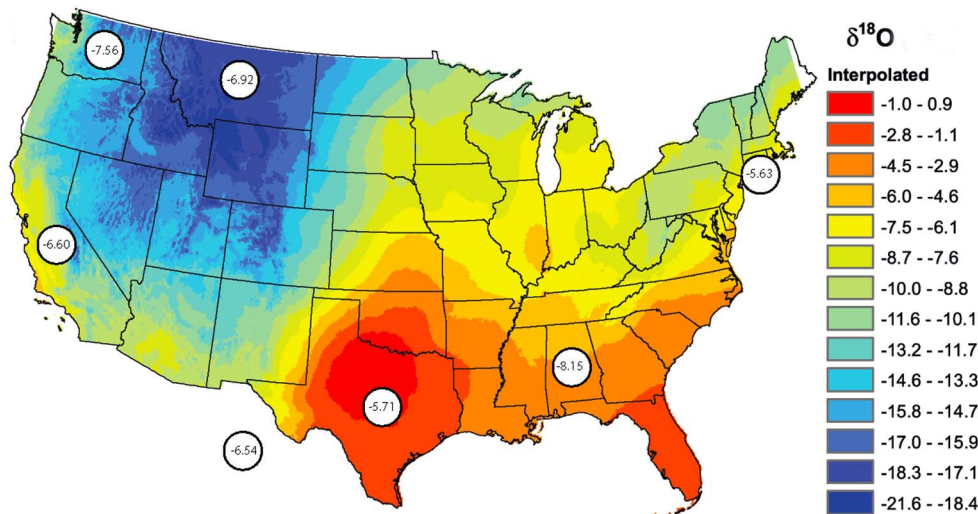 δ18O
Interpolated
-1.0 - 0.9
-2.8 - -1.1
-4.5 - -2.9
-6.0 - -4.6
-7.5 - -6.1
-8.7 - -7.6
-10.0 - -8.8
-11.6 - -10.1
-13.2 - -11.7
-14.6 - -13.3
-15.8 - -14.7
-17.0 - -15.9
-18.3 - -17.1
-21.6 - -18.4
-7.56
-6.92
-5.63
-6.60
-8.15
-5.71
-6.54